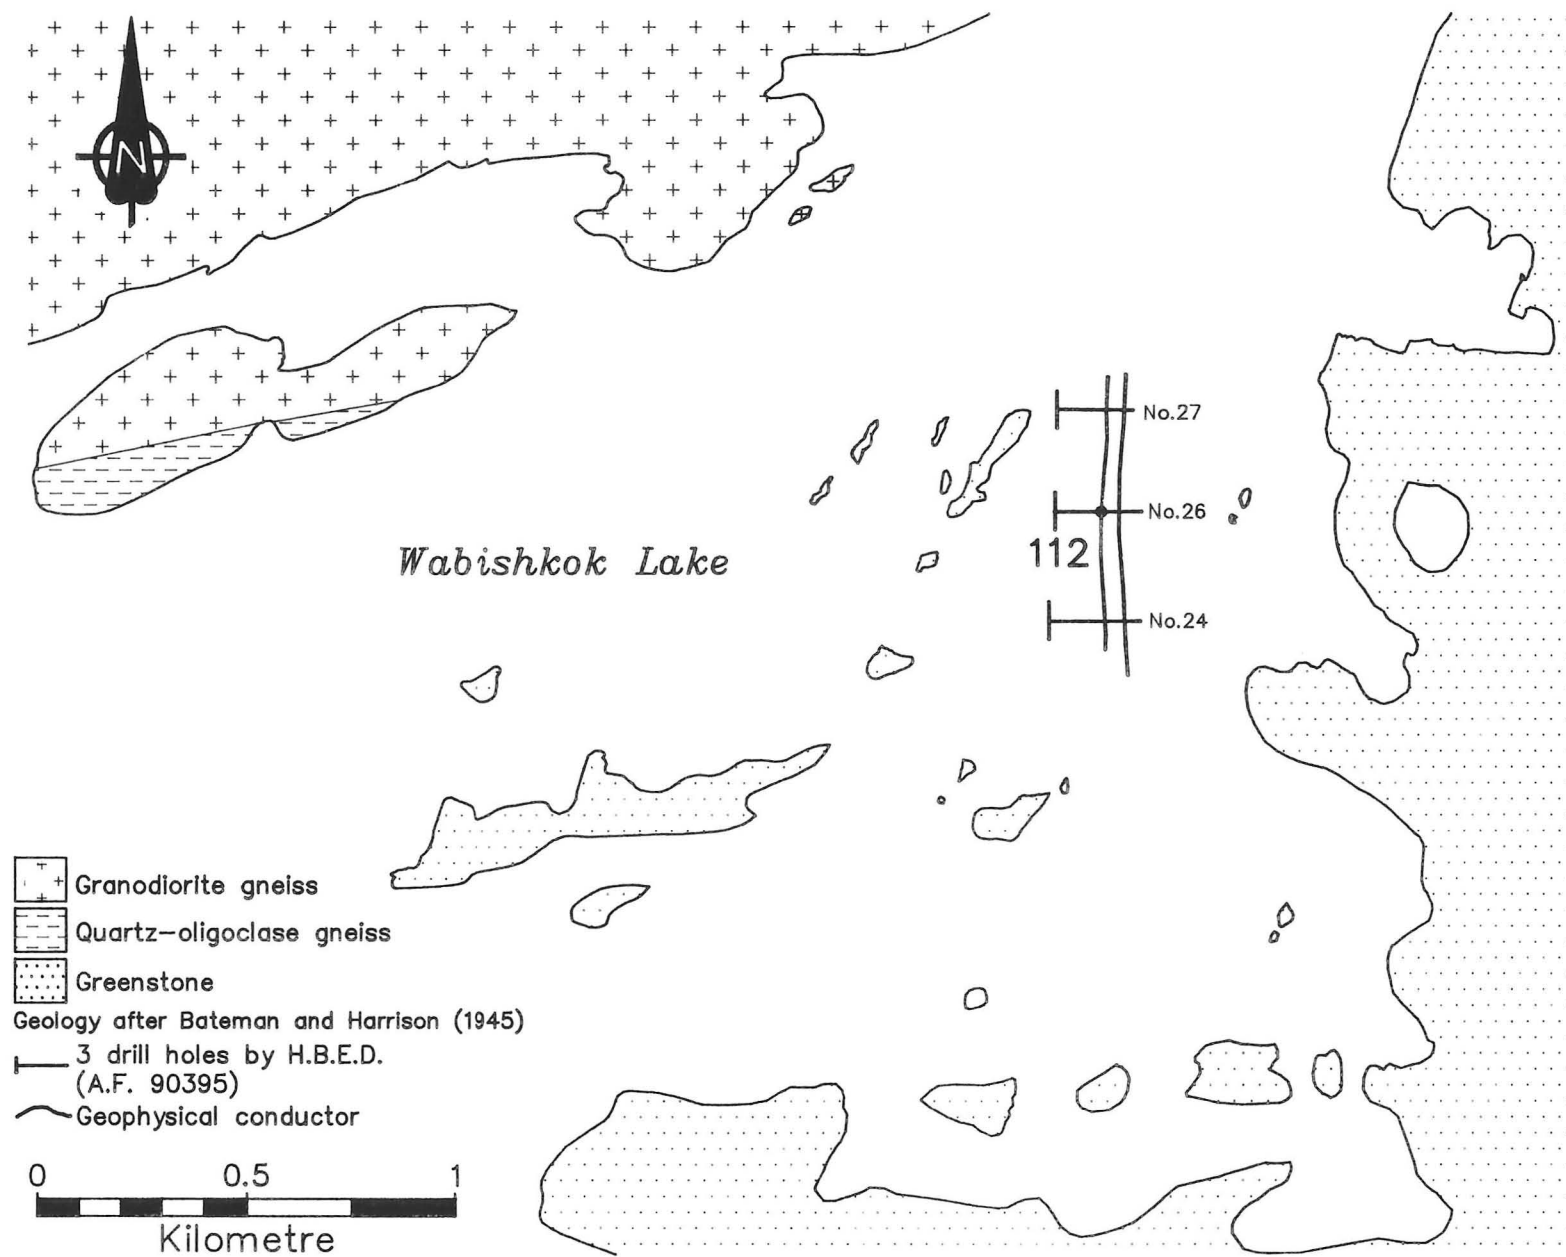 N
No.27
No.26
112
Wabishkok Lake
No.24
Granodiorite gneiss
Quartz-oligoclase gneiss
Greenstone
Geology after Bateman and Harrison (1945)
3 drill holes by H.B.E.D.
(A.F. 90395)
Geophysical conductor
0 0.5 1
Kilometre